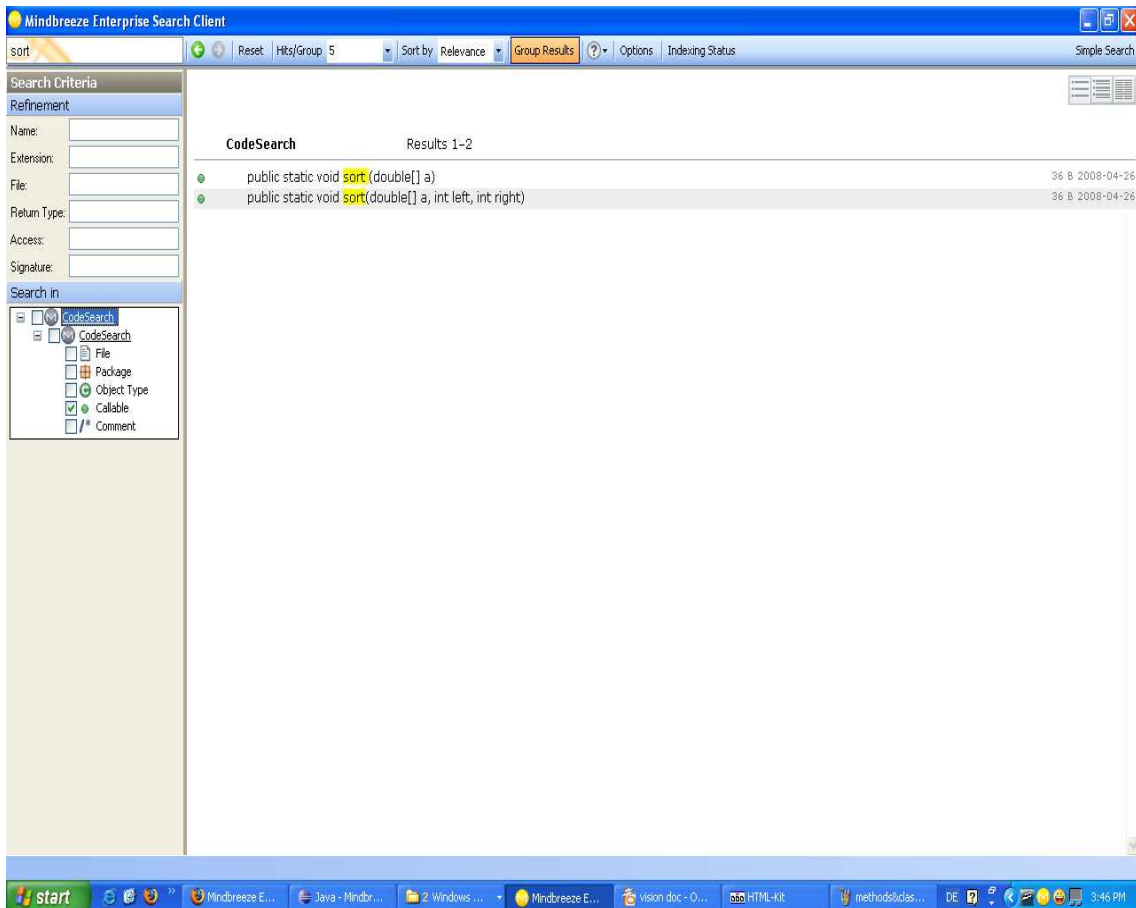 Mindbreeze Enterprise Search Client
sort Reset Hits/Group 5 Sort by Relevance Group Results ? Options Indexing Status Simple Search
Search Criteria
Refinement
Name:
Extension:
File:
Return Type:
Access:
Signature:
Search in
CodeSearch
CodeSearch
File
Package
Object Type
Callable
/* Comment
CodeSearch Results 1-2
public static void sort (double[] a) 36 B 2008-04-26
public static void sort(double[] a, int left, int right) 36 B 2008-04-26
start Mindbreeze E... Java - Mindbr... 2 Windows ... Mindbreeze E... vision doc - O... HTML-Kit methods&clas... DE 3:46 PM